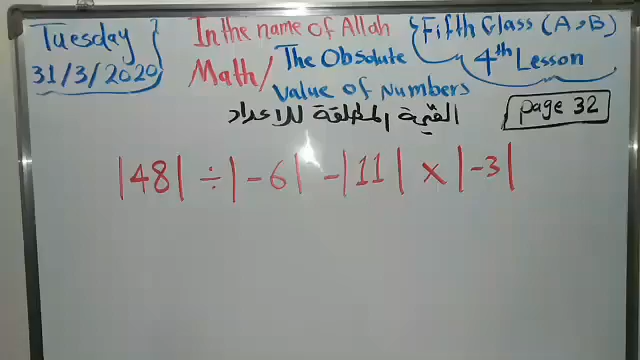 Tuesday
31/3/2020
In the name of Allah
Math/ The Obsolute
Value of Numbers
القيمة المطلقة للاعداد
Fifth Class (A و B)
4th Lesson
page 32
|48| ÷ |-6| -|11| × |-3|